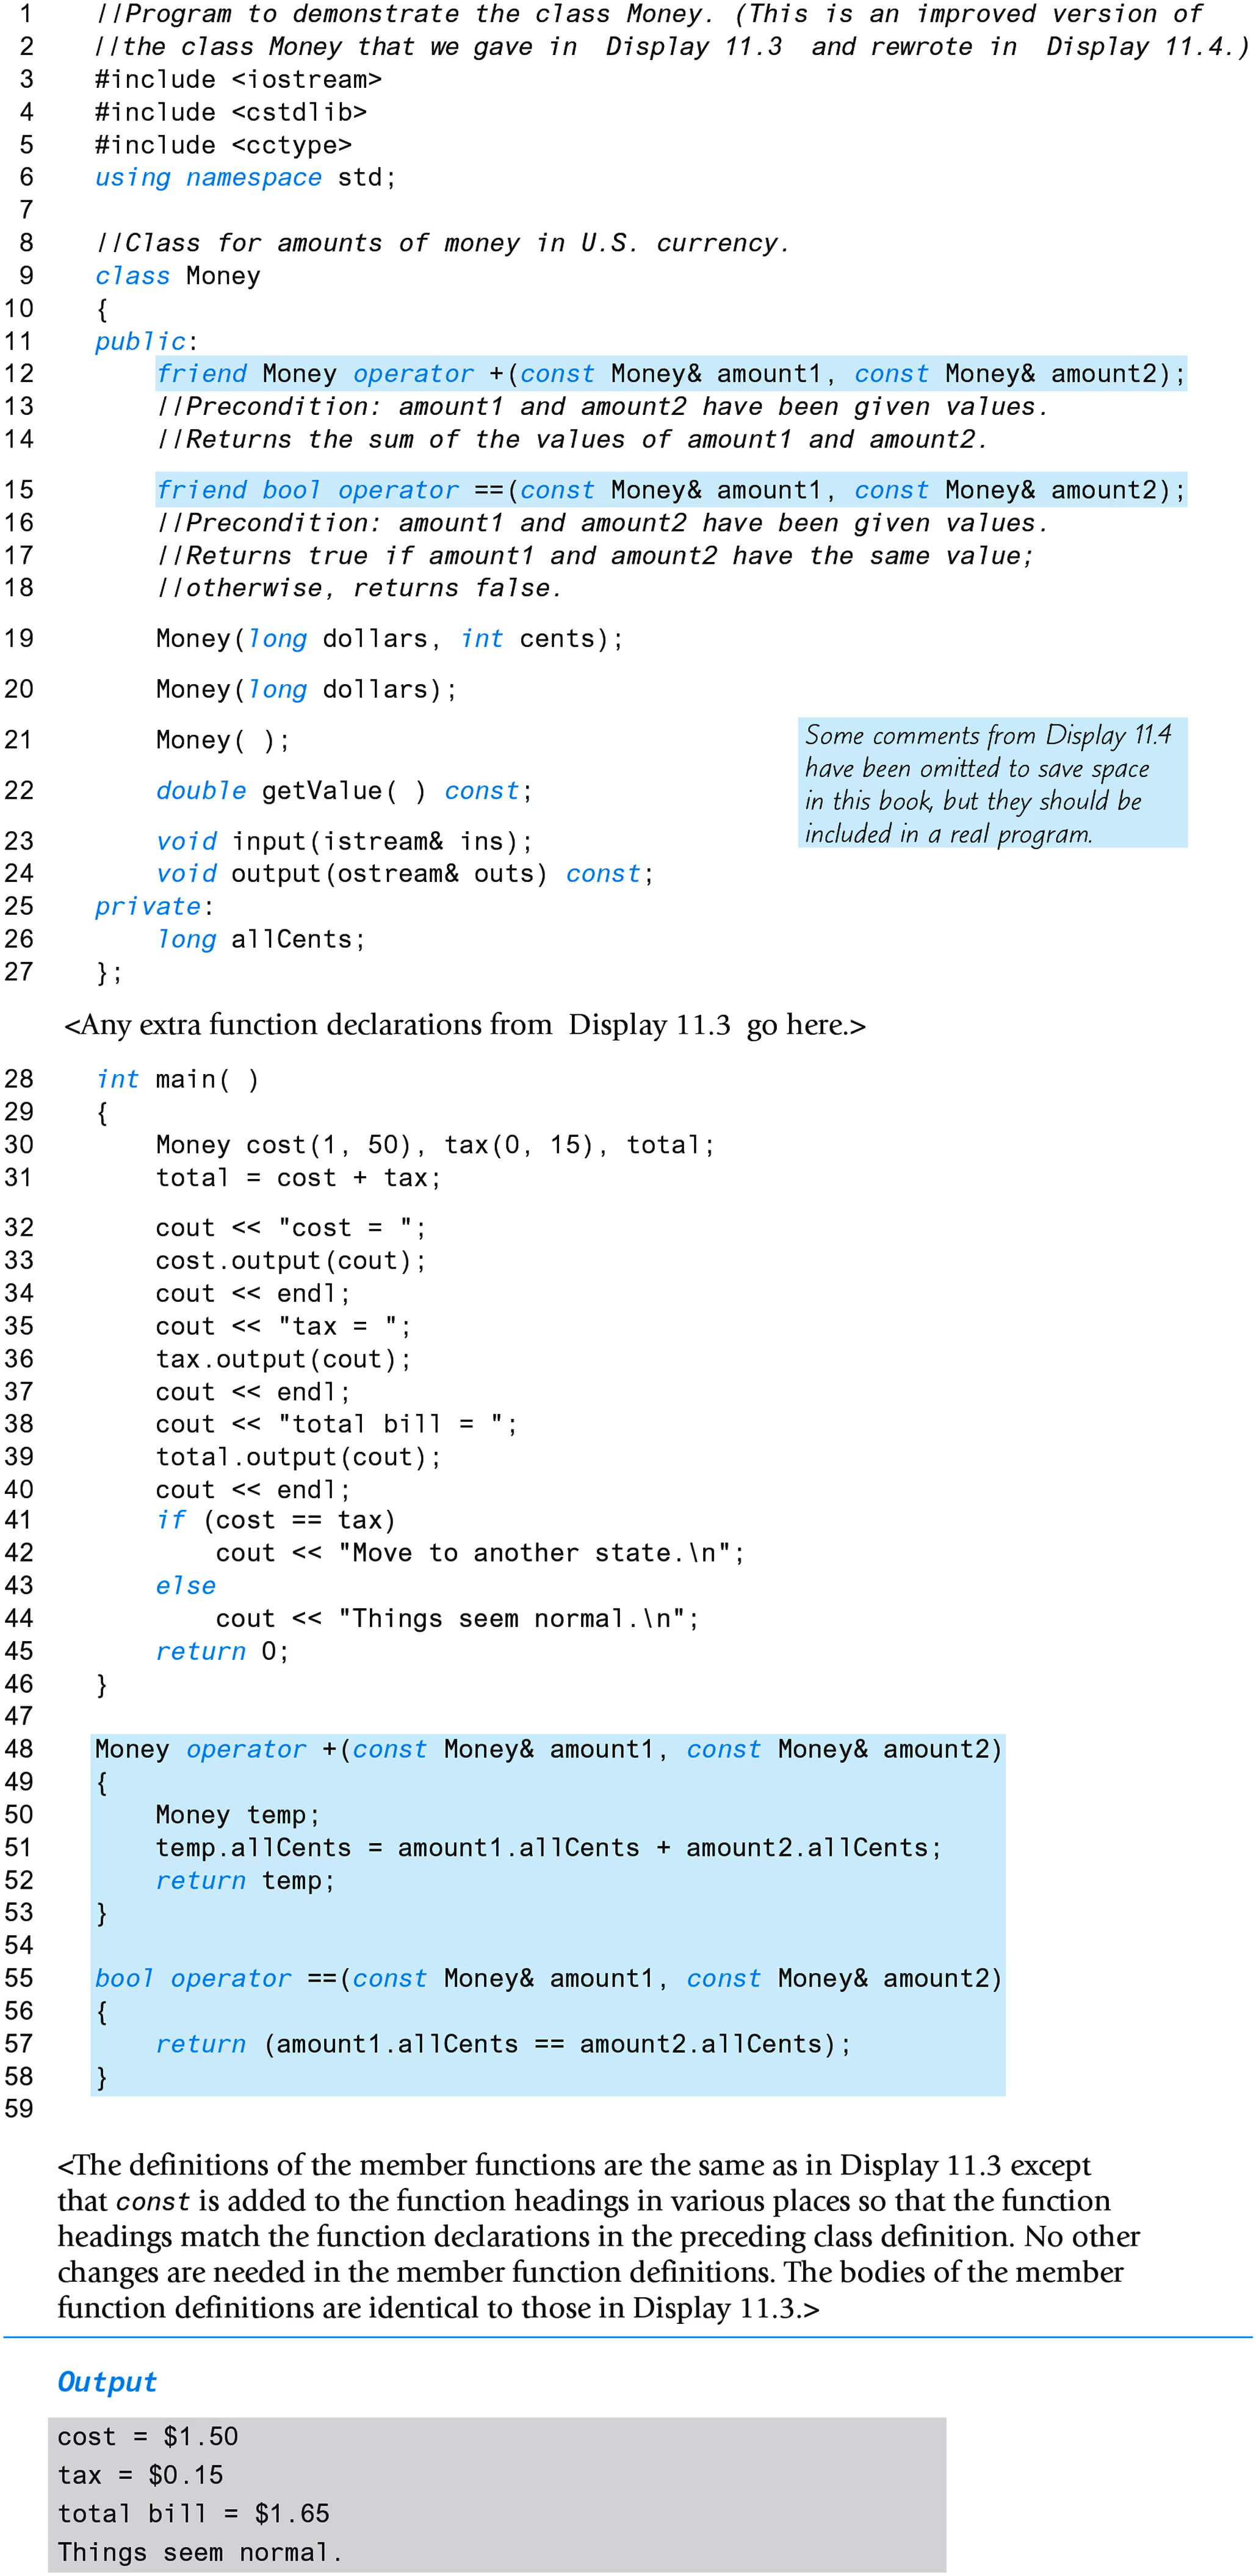 1 //Program to demonstrate the class Money. (This is an improved version of
2 //the class Money that we gave in Display 11.3 and rewrote in Display 11.4.)
3 #include <iostream>
4 #include <cstdlib>
5 #include <cctype>
6 using namespace std;
7
8 //Class for amounts of money in U.S. currency.
9 class Money
10 {
11 public:
12 friend Money operator +(const Money& amount1, const Money& amount2);
13 //Precondition: amount1 and amount2 have been given values.
14 //Returns the sum of the values of amount1 and amount2.
15 friend bool operator ==(const Money& amount1, const Money& amount2);
16 //Precondition: amount1 and amount2 have been given values.
17 //Returns true if amount1 and amount2 have the same value;
18 //otherwise, returns false.
19 Money(long dollars, int cents);
20 Money(long dollars);
21 Money( );
22 double getValue( ) const;
23 void input(istream& ins);
24 void output(ostream& outs) const;
25 private:
26 long allCents;
27 };
Some comments from Display 11.4
have been omitted to save space
in this book, but they should be
included in a real program.
<Any extra function declarations from Display 11.3 go here.>
28 int main( )
29 {
30 Money cost(1, 50), tax(0, 15), total;
31 total = cost + tax;
32 cout << "cost = ";
33 cost.output(cout);
34 cout << endl;
35 cout << "tax = ";
36 tax.output(cout);
37 cout << endl;
38 cout << "total bill = ";
39 total.output(cout);
40 cout << endl;
41 if (cost == tax)
42 cout << "Move to another state.\n";
43 else
44 cout << "Things seem normal.\n";
45 return 0;
46 }
47
48 Money operator +(const Money& amount1, const Money& amount2)
49 {
50 Money temp;
51 temp.allCents = amount1.allCents + amount2.allCents;
52 return temp;
53 }
54
55 bool operator ==(const Money& amount1, const Money& amount2)
56 {
57 return (amount1.allCents == amount2.allCents);
58 }
59
<The definitions of the member functions are the same as in Display 11.3 except
that const is added to the function headings in various places so that the function
headings match the function declarations in the preceding class definition. No other
changes are needed in the member function definitions. The bodies of the member
function definitions are identical to those in Display 11.3.>
Output
cost = $1.50
tax = $0.15
total bill = $1.65
Things seem normal.